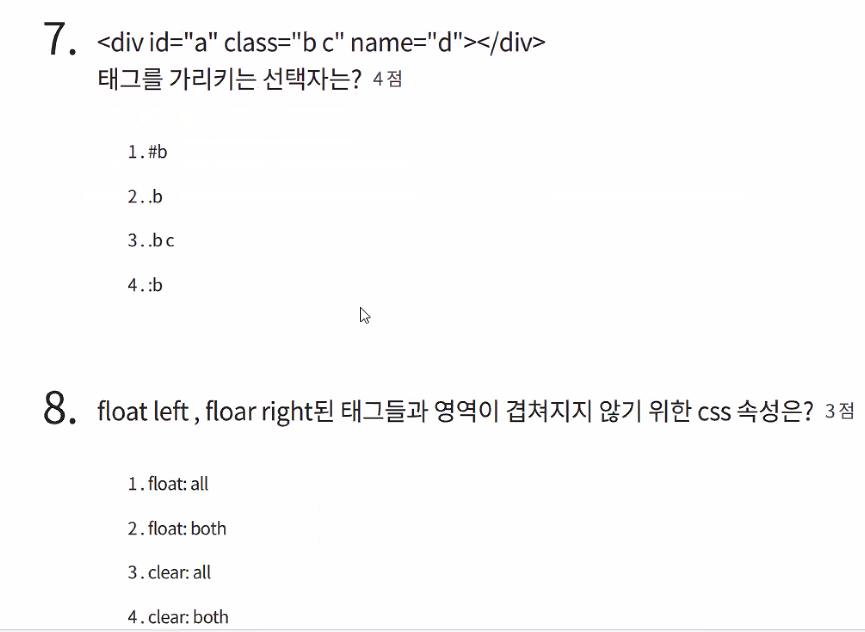 7. <div id="a" class="b c" name="d"></div>
태그를 가리키는 선택자는? 4점
1. #b
2. .b
3. .b c
4. :b
8. float left , floar right된 태그들과 영역이 겹쳐지지 않기 위한 css 속성은? 3점
1. float: all
2. float: both
3. clear: all
4. clear: both